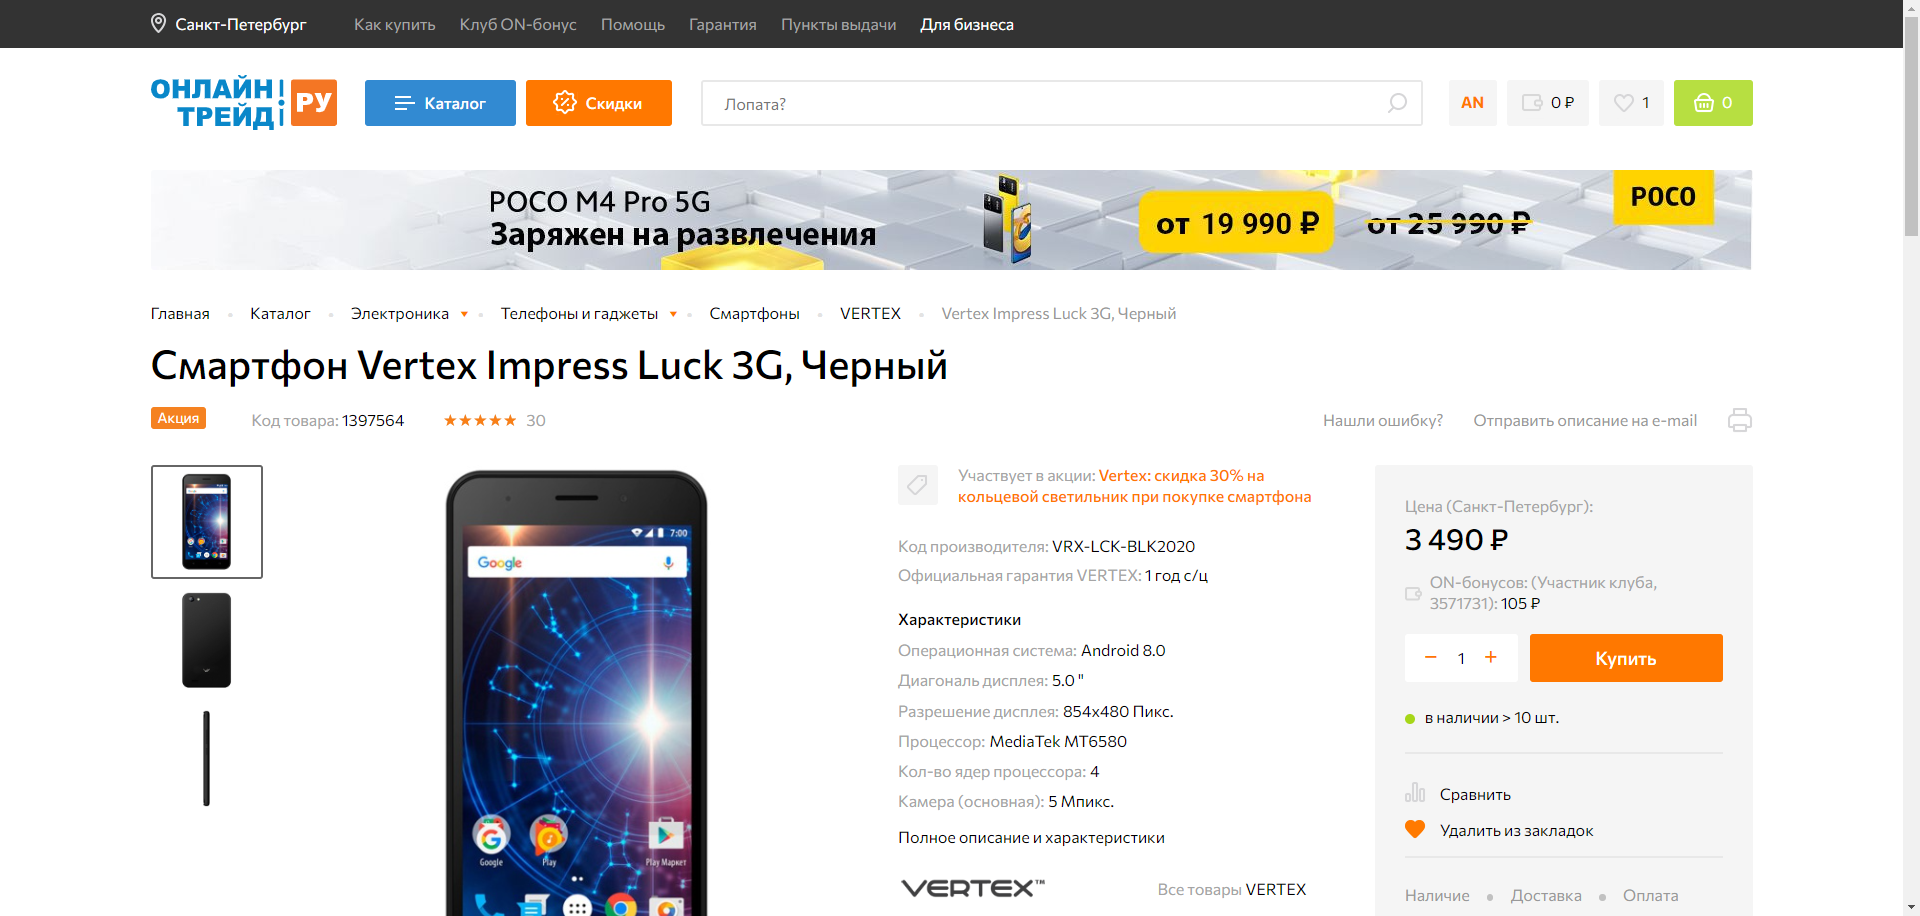 Санкт-Петербург
Как купить
Клуб ON-бонус
Помощь
Гарантия
Пункты выдачи
Для бизнеса
ОНЛАЙН ТРЕЙД РУ
Каталог
Скидки
Лопата?
AN
0 ₽
1
0
POCO M4 Pro 5G
Заряжен на развлечения
от 19 990 ₽
от 25 990 ₽
POCO
Главная
Каталог
Электроника
Телефоны и гаджеты
Смартфоны
VERTEX
Vertex Impress Luck 3G, Черный
Смартфон Vertex Impress Luck 3G, Черный
Акция
Код товара: 1397564
30
Нашли ошибку?
Отправить описание на e-mail
7:00
Google
Google
Play
Play Маркет
Участвует в акции: Vertex: скидка 30% на
кольцевой светильник при покупке смартфона
Код производителя: VRX-LCK-BLK2020
Официальная гарантия VERTEX: 1 год с/ц
Характеристики
Операционная система: Android 8.0
Диагональ дисплея: 5.0 "
Разрешение дисплея: 854x480 Пикс.
Процессор: MediaTek MT6580
Кол-во ядер процессора: 4
Камера (основная): 5 Мпикс.
Полное описание и характеристики
VERTEX™
Все товары VERTEX
Цена (Санкт-Петербург):
3 490 ₽
ON-бонусов: (Участник клуба,
3571731): 105 ₽
− 1 +
Купить
в наличии > 10 шт.
Сравнить
Удалить из закладок
Наличие
Доставка
Оплата